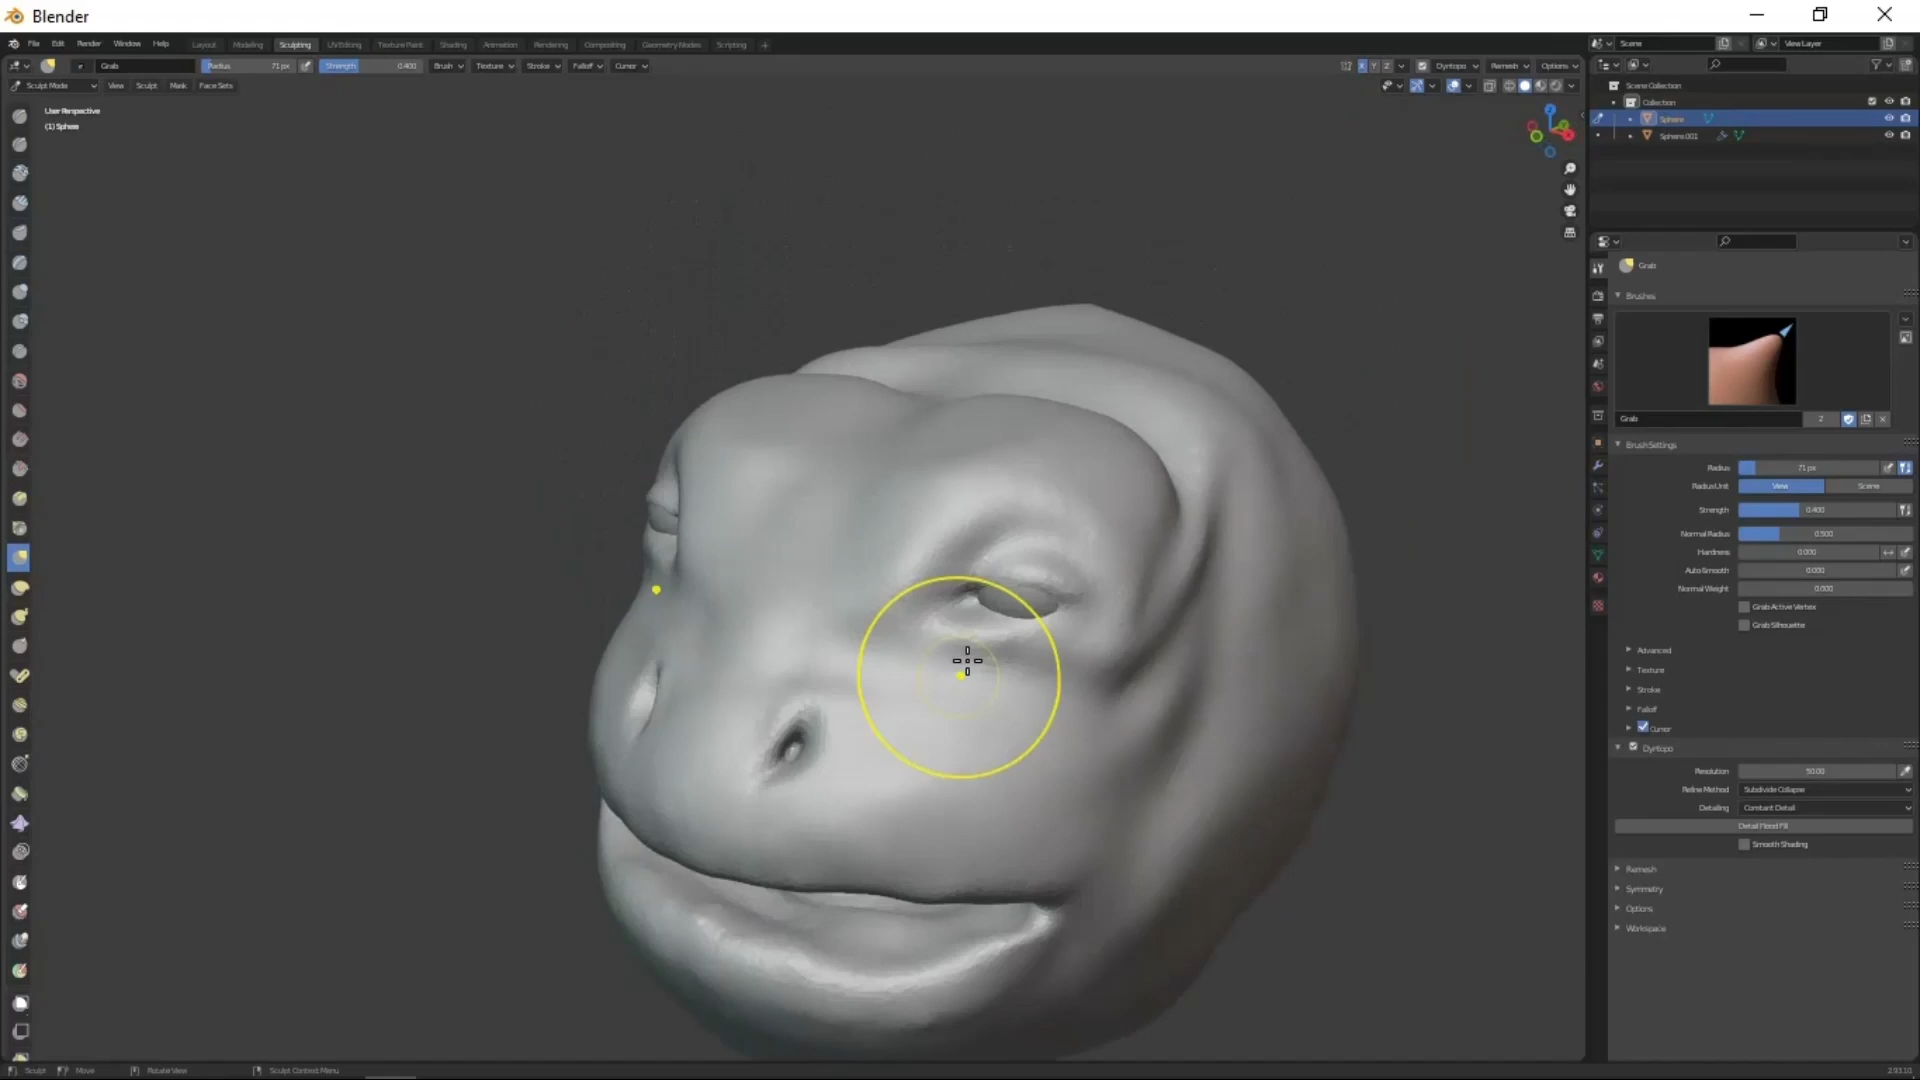 Blender
File Edit Render Window Help Layout Modeling Sculpting UV Editing Texture Paint Shading Animation Rendering Compositing Geometry Nodes Scripting + Scene View Layer
Grab Radius 71 px Strength 0.400 Brush Texture Stroke Falloff Cursor X Y Z Dyntopo Remesh Options
Sculpt Mode View Sculpt Mask Face Sets
User Perspective
(1) Sphere
Scene Collection
Collection
Sphere
Sphere.001
Grab
Brushes
Grab 2
Brush Settings
Radius 71 px
Radius Unit View Scene
Strength 0.400
Normal Radius 0.500
Hardness 0.000
Auto-Smooth 0.000
Normal Weight 0.000
Grab Active Vertex
Grab Silhouette
Advanced
Texture
Stroke
Falloff
Cursor
Dyntopo
Resolution 50.00
Refine Method Subdivide Collapse
Detailing Constant Detail
Detail Flood Fill
Smooth Shading
Remesh
Symmetry
Options
Workspace
Sculpt Move Rotate View Sculpt Context Menu 2.93.10